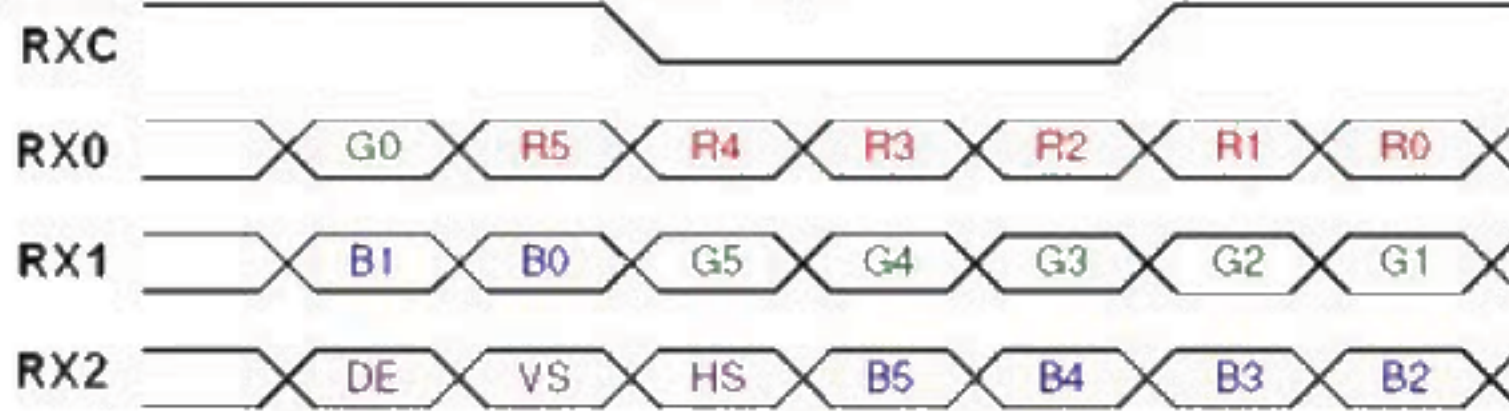 RXC
RX0 G0 R5 R4 R3 R2 R1 R0
RX1 B1 B0 G5 G4 G3 G2 G1
RX2 DE VS HS B5 B4 B3 B2